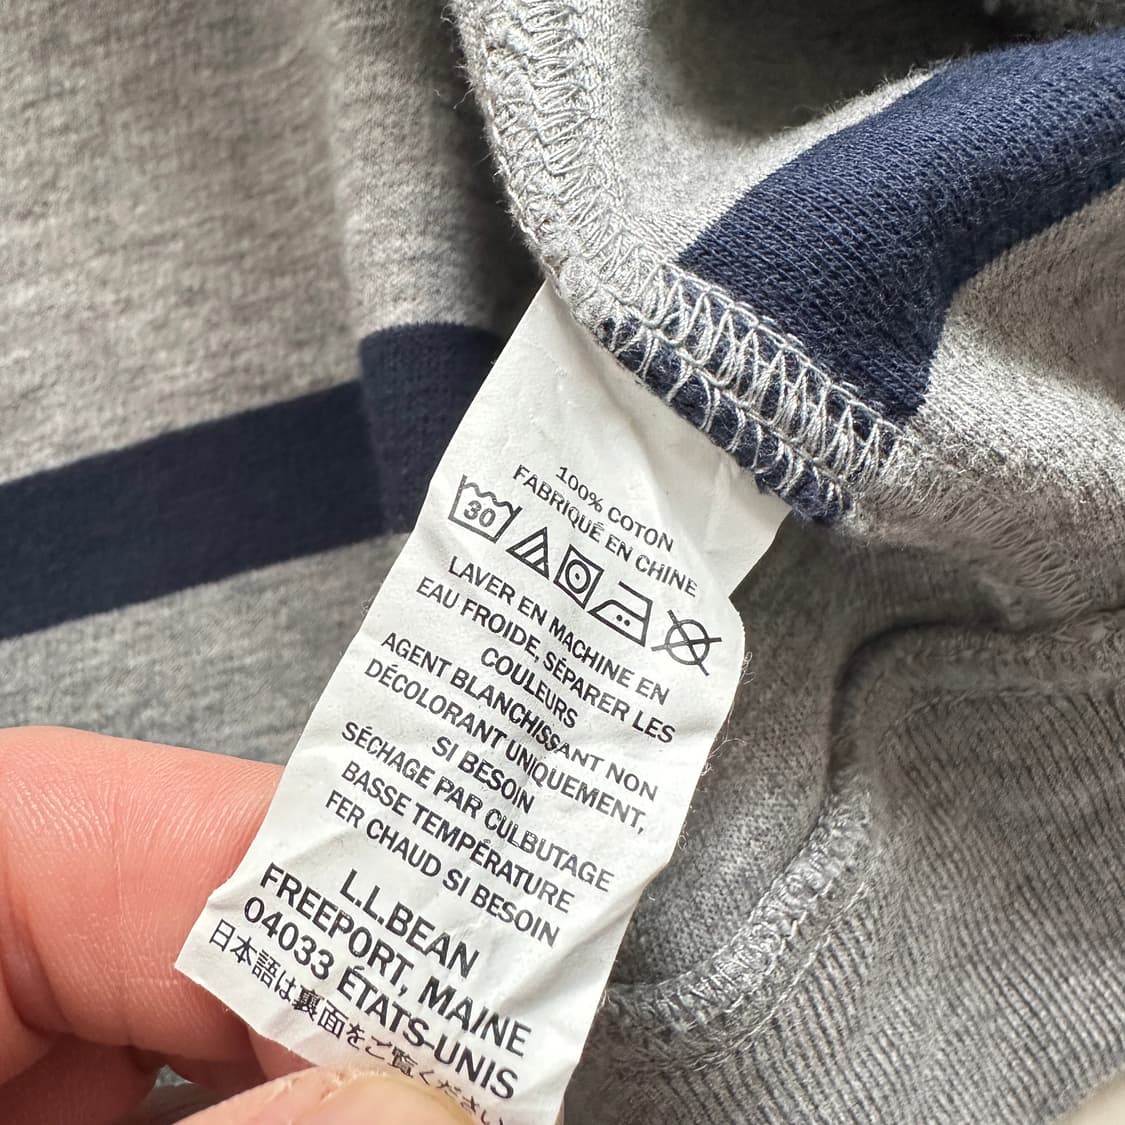 100% COTON
FABRIQUÉ EN CHINE
30
LAVER EN MACHINE EN
EAU FROIDE, SÉPARER LES
COULEURS
AGENT BLANCHISSANT NON
DÉCOLORANT UNIQUEMENT,
SI BESOIN
SÉCHAGE PAR CULBUTAGE
BASSE TEMPÉRATURE
FER CHAUD SI BESOIN
L.L.BEAN
FREEPORT, MAINE
04033 ÉTATS-UNIS
日本語は裏面をご覧ください